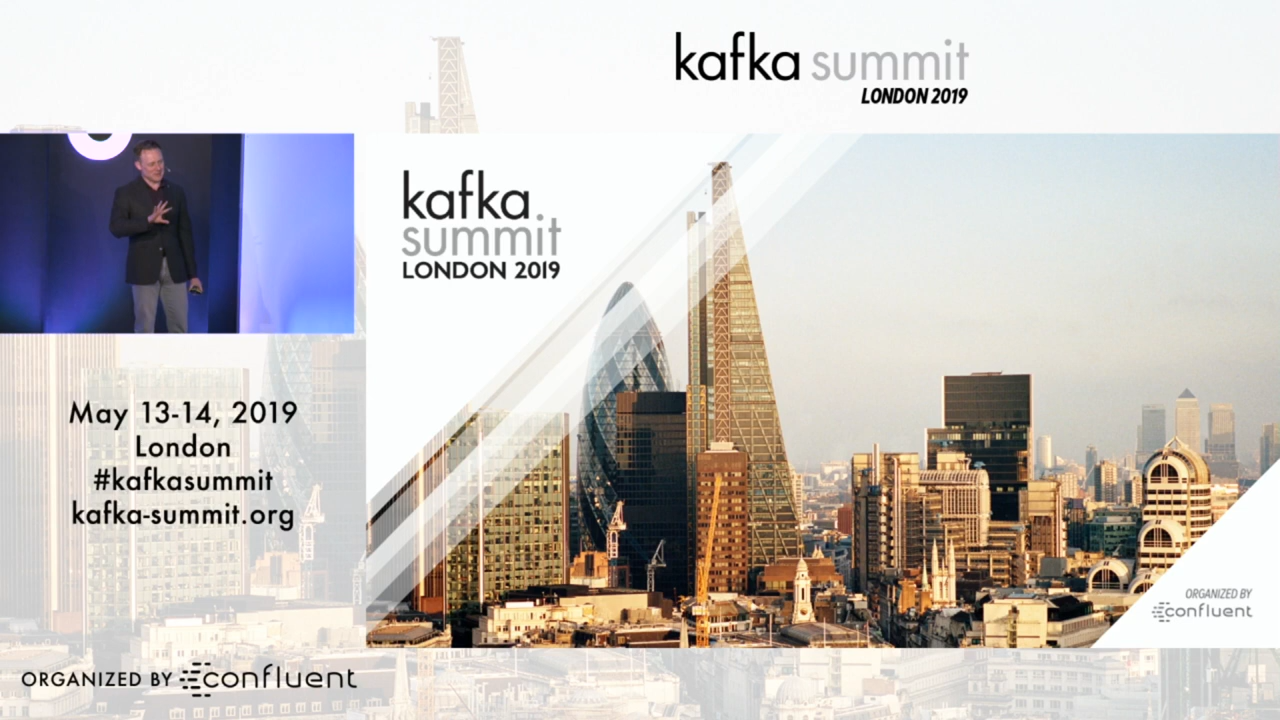 kafka summit
LONDON 2019
kafka
summit
LONDON 2019
May 13-14, 2019
London
#kafkasummit
kafka-summit.org
ORGANIZED BY
confluent
ORGANIZED BY confluent